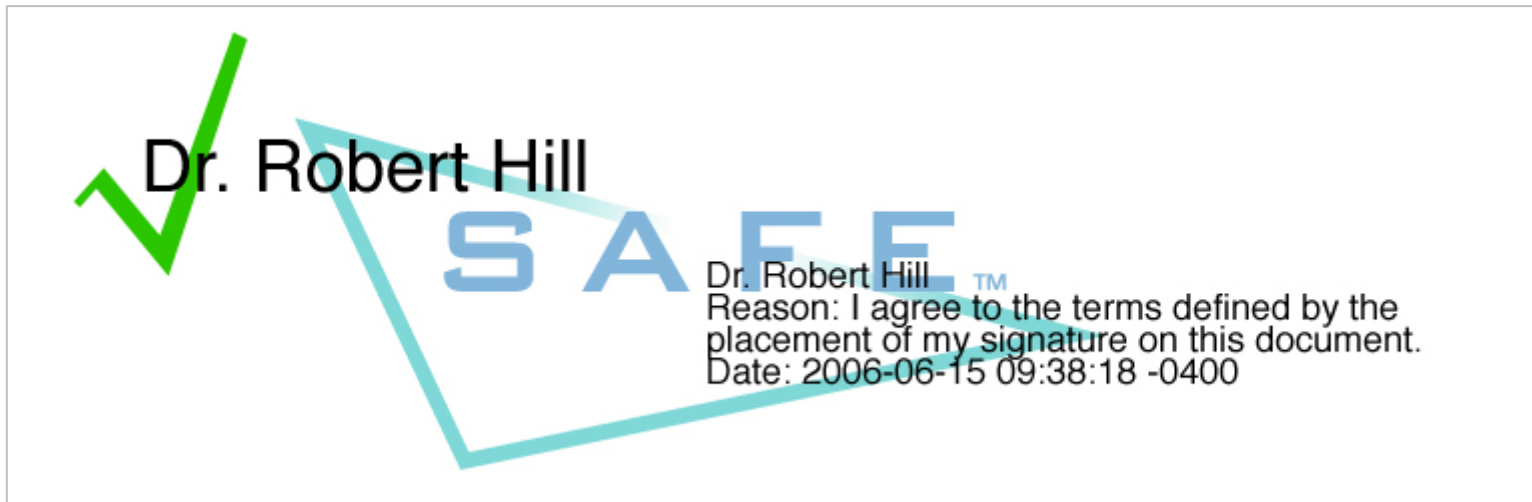 Dr. Robert Hill
SAFE™
Dr. Robert Hill
Reason: I agree to the terms defined by the
placement of my signature on this document.
Date: 2006-06-15 09:38:18 -0400